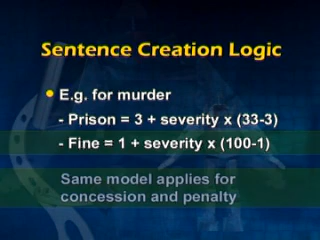 Sentence Creation Logic
• E.g. for murder
- Prison = 3 + severity x (33-3)
- Fine = 1 + severity x (100-1)
Same model applies for
concession and penalty